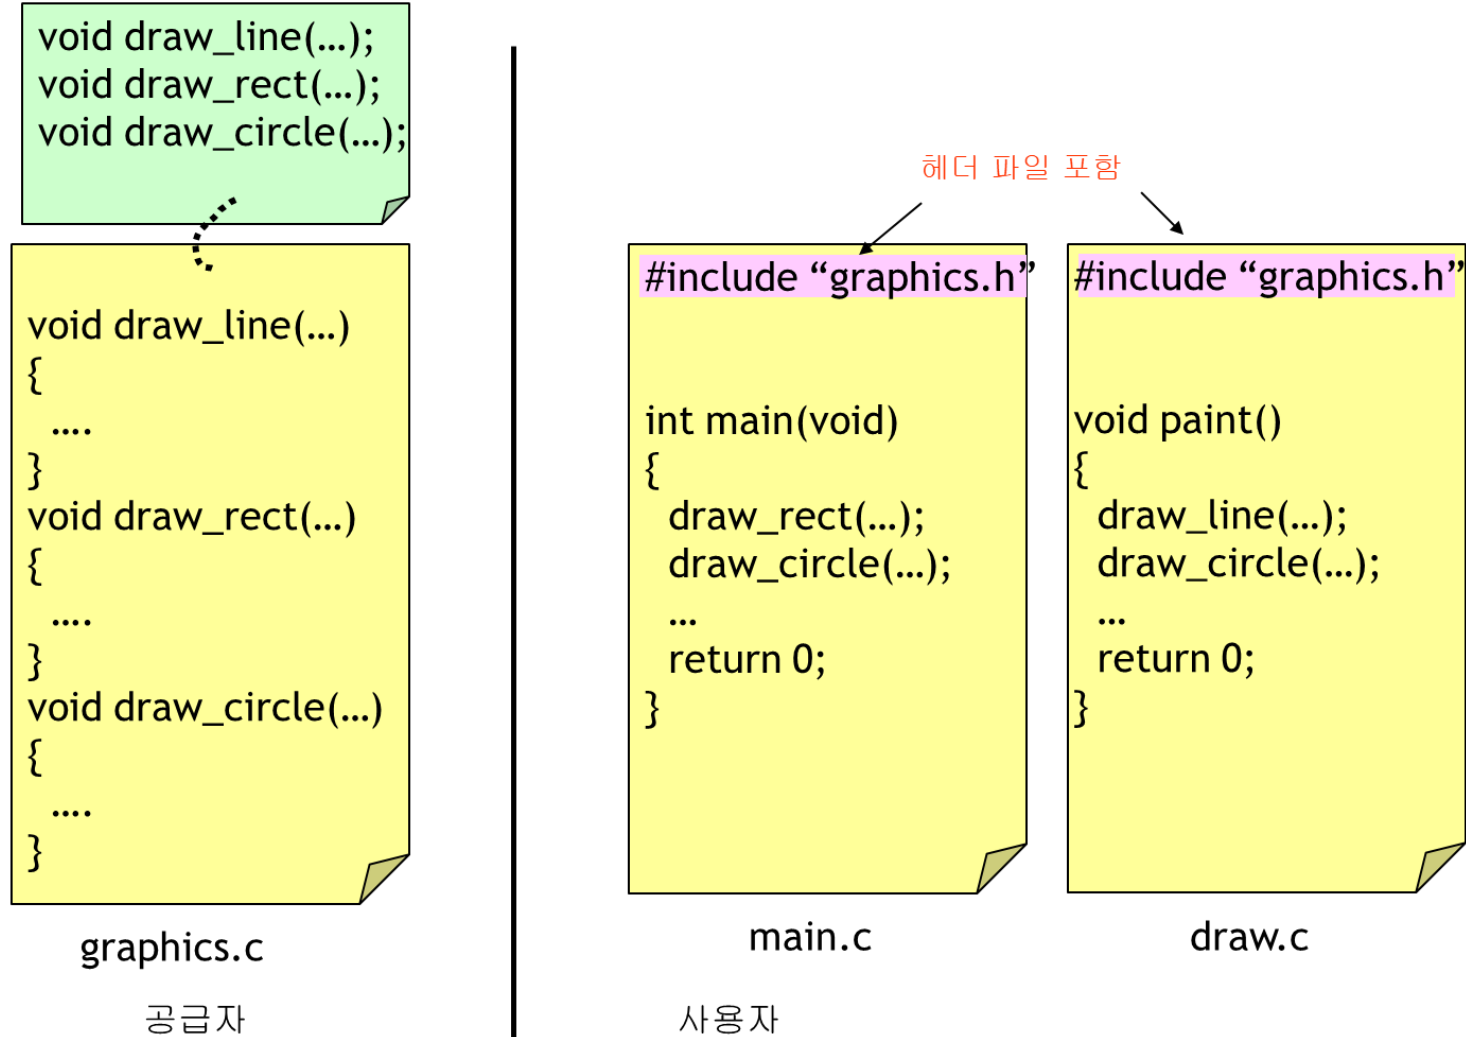 void draw_line(…);
void draw_rect(…);
void draw_circle(…);
void draw_line(…)
{
….
}
void draw_rect(…)
{
….
}
void draw_circle(…)
{
….
}
graphics.c
공급자
헤더 파일 포함
#include “graphics.h”
int main(void)
{
draw_rect(…);
draw_circle(…);
…
return 0;
}
main.c
#include “graphics.h”
void paint()
{
draw_line(…);
draw_circle(…);
…
return 0;
}
draw.c
사용자